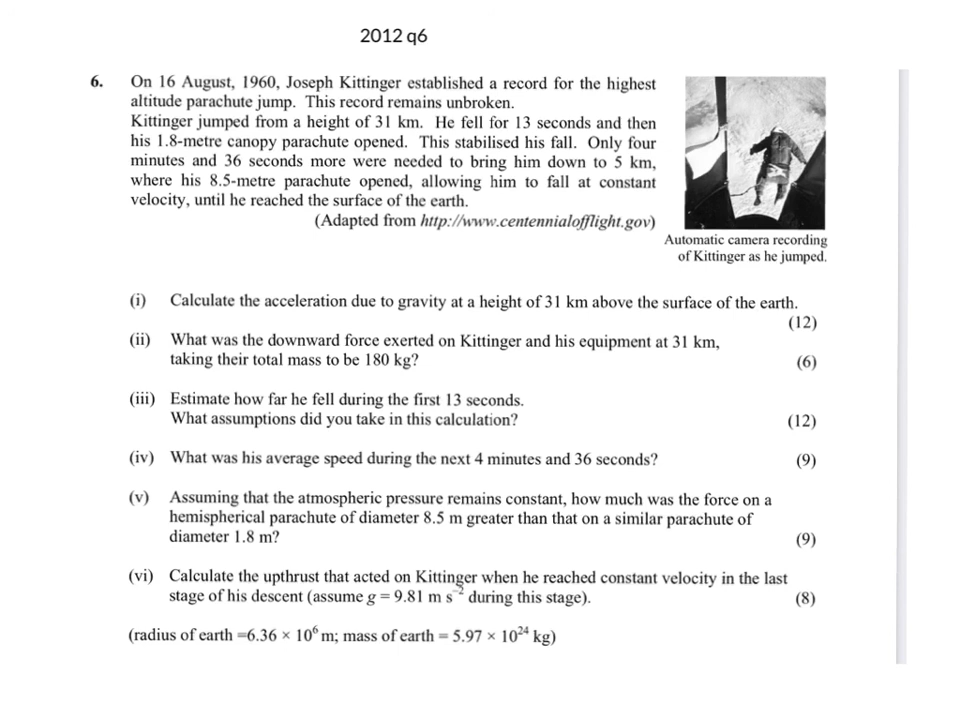 2012 q6
6. On 16 August, 1960, Joseph Kittinger established a record for the highest
altitude parachute jump. This record remains unbroken.
Kittinger jumped from a height of 31 km. He fell for 13 seconds and then
his 1.8-metre canopy parachute opened. This stabilised his fall. Only four
minutes and 36 seconds more were needed to bring him down to 5 km,
where his 8.5-metre parachute opened, allowing him to fall at constant
velocity, until he reached the surface of the earth.
(Adapted from http://www.centennialofflight.gov)
Automatic camera recording
of Kittinger as he jumped.
(i) Calculate the acceleration due to gravity at a height of 31 km above the surface of the earth.
(12)
(ii) What was the downward force exerted on Kittinger and his equipment at 31 km,
taking their total mass to be 180 kg? (6)
(iii) Estimate how far he fell during the first 13 seconds.
What assumptions did you take in this calculation? (12)
(iv) What was his average speed during the next 4 minutes and 36 seconds? (9)
(v) Assuming that the atmospheric pressure remains constant, how much was the force on a
hemispherical parachute of diameter 8.5 m greater than that on a similar parachute of
diameter 1.8 m? (9)
(vi) Calculate the upthrust that acted on Kittinger when he reached constant velocity in the last
stage of his descent (assume g = 9.81 m s⁻² during this stage). (8)
(radius of earth =6.36 × 10⁶ m; mass of earth = 5.97 × 10²⁴ kg)